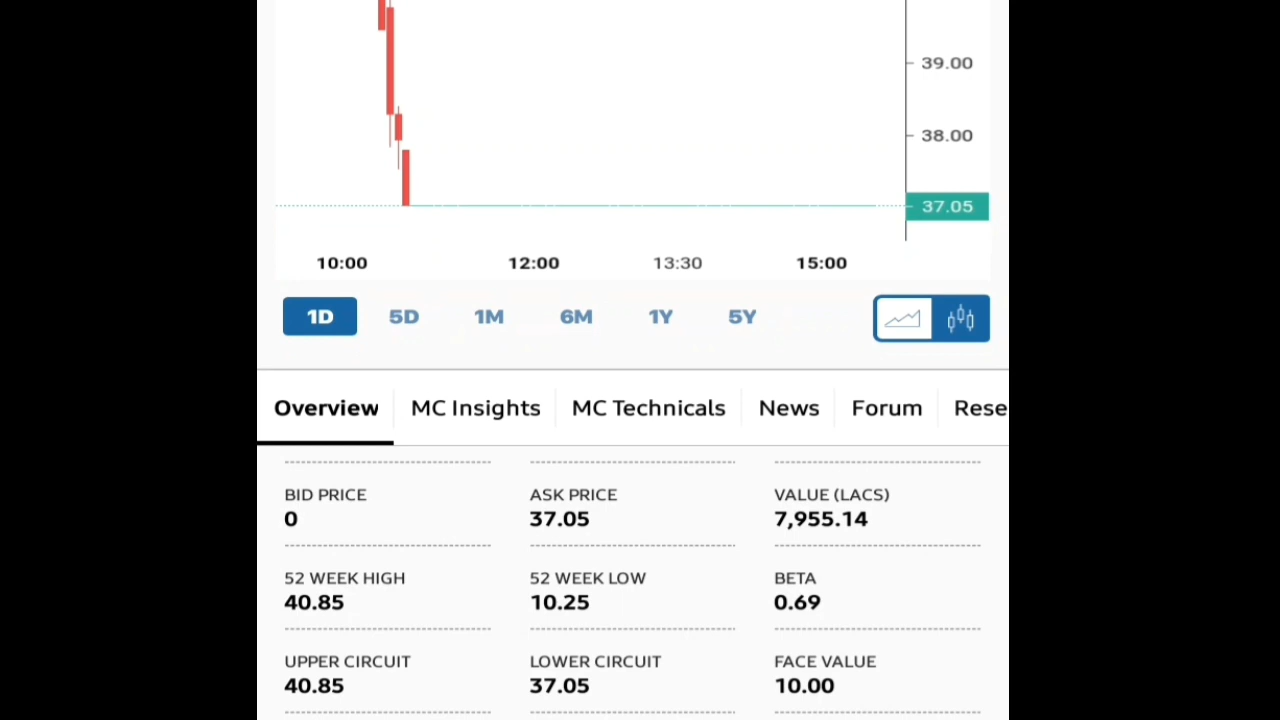 39.00
38.00
37.05
10:00 12:00 13:30 15:00
1D 5D 1M 6M 1Y 5Y
Overview MC Insights MC Technicals News Forum Rese
BID PRICE ASK PRICE VALUE (LACS)
0 37.05 7,955.14
52 WEEK HIGH 52 WEEK LOW BETA
40.85 10.25 0.69
UPPER CIRCUIT LOWER CIRCUIT FACE VALUE
40.85 37.05 10.00